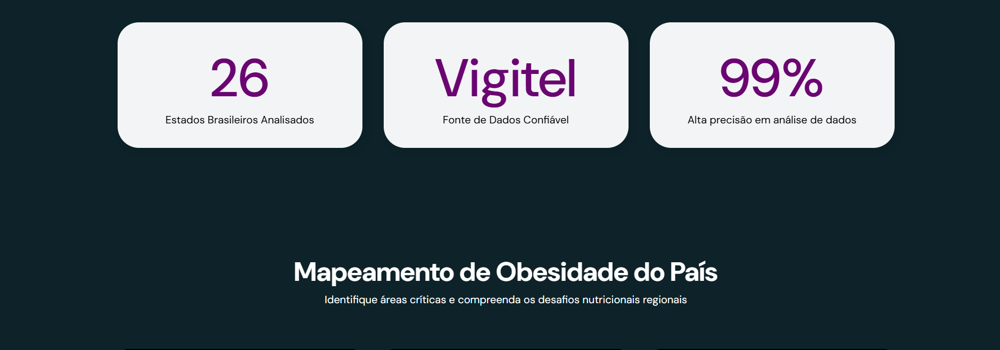 26
Estados Brasileiros Analisados
Vigitel
Fonte de Dados Confiável
99%
Alta precisão em análise de dados
Mapeamento de Obesidade do País
Identifique áreas críticas e compreenda os desafios nutricionais regionais